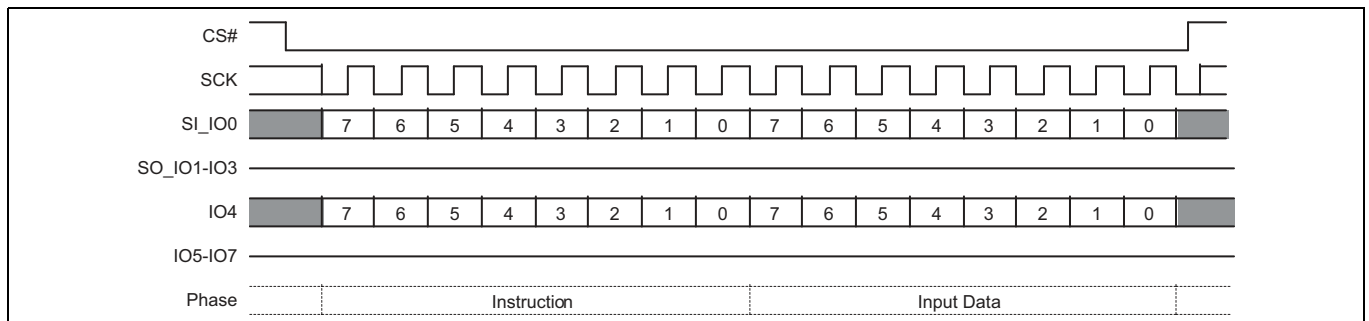 CS#
SCK
SI_IO0 7 6 5 4 3 2 1 0 7 6 5 4 3 2 1 0
SO_IO1-IO3
IO4 7 6 5 4 3 2 1 0 7 6 5 4 3 2 1 0
IO5-IO7
Phase Instruction Input Data